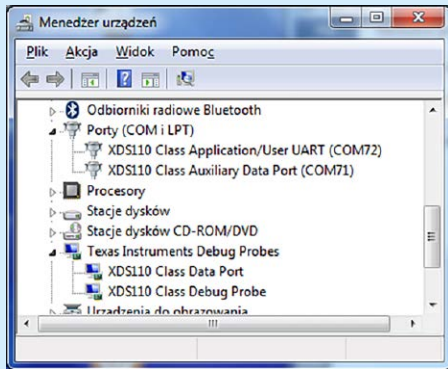 Menedżer urządzeń
Plik Akcja Widok Pomoc
Odbiorniki radiowe Bluetooth
Porty (COM i LPT)
XDS110 Class Application/User UART (COM72)
XDS110 Class Auxiliary Data Port (COM71)
Procesory
Stacje dysków
Stacje dysków CD-ROM/DVD
Texas Instruments Debug Probes
XDS110 Class Data Port
XDS110 Class Debug Probe
Urządzenia do obrazowania